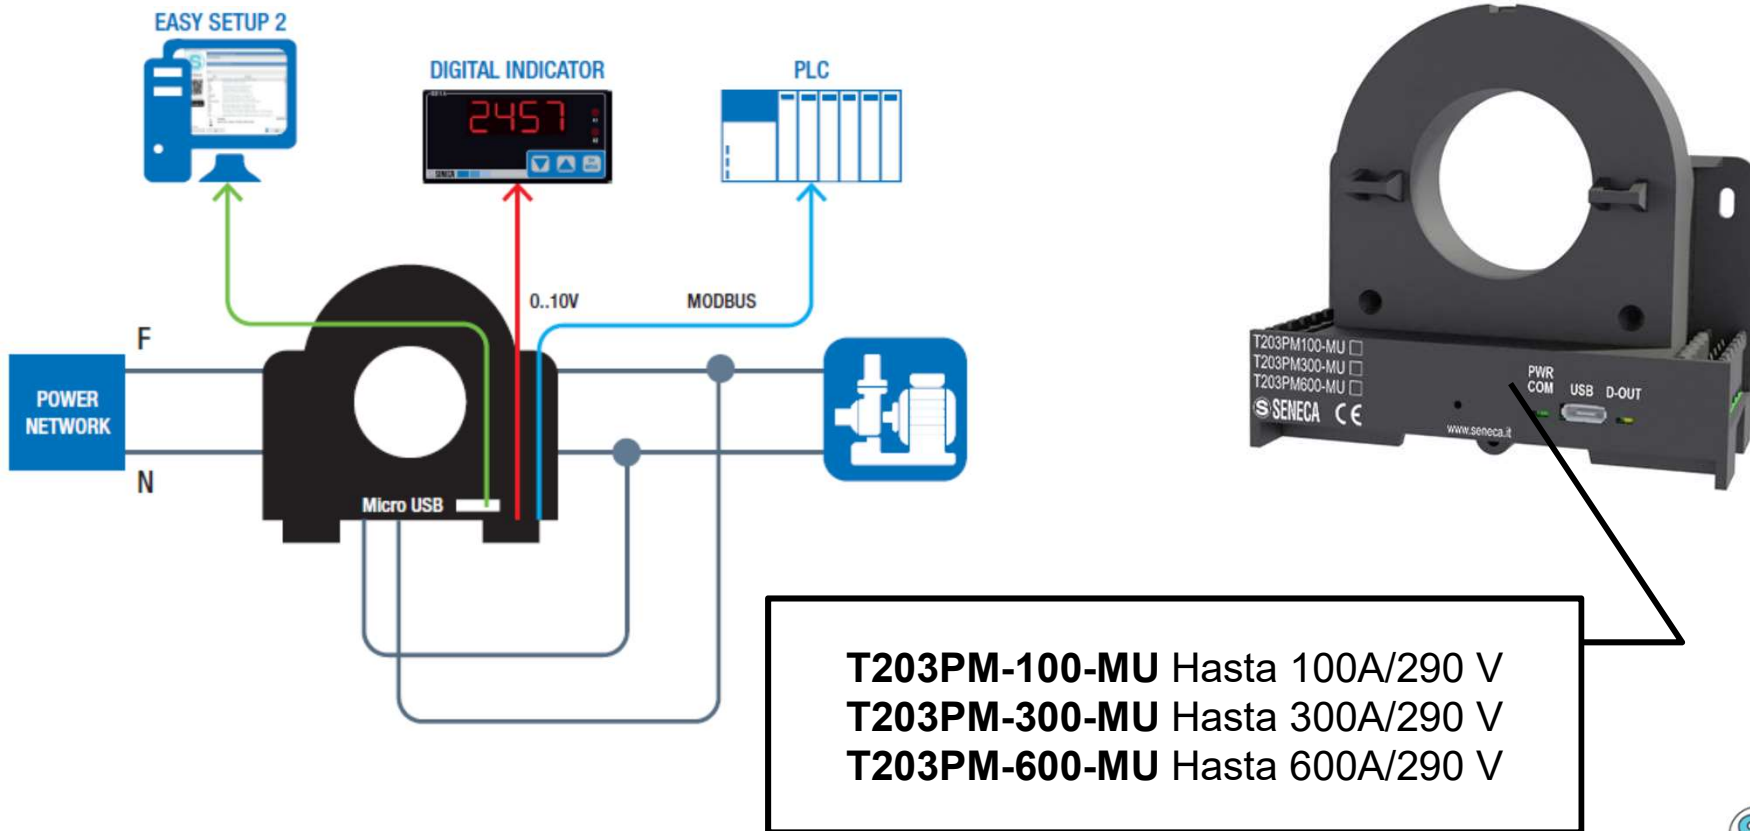 EASY SETUP 2
DIGITAL INDICATOR
PLC
2457
SENECA
0..10V
MODBUS
F
POWER
NETWORK
N
Micro USB
T203PM100-MU
T203PM300-MU
T203PM600-MU
S SENECA CE
PWR
COM
USB
D-OUT
www.seneca.it
T203PM-100-MU Hasta 100A/290 V
T203PM-300-MU Hasta 300A/290 V
T203PM-600-MU Hasta 600A/290 V